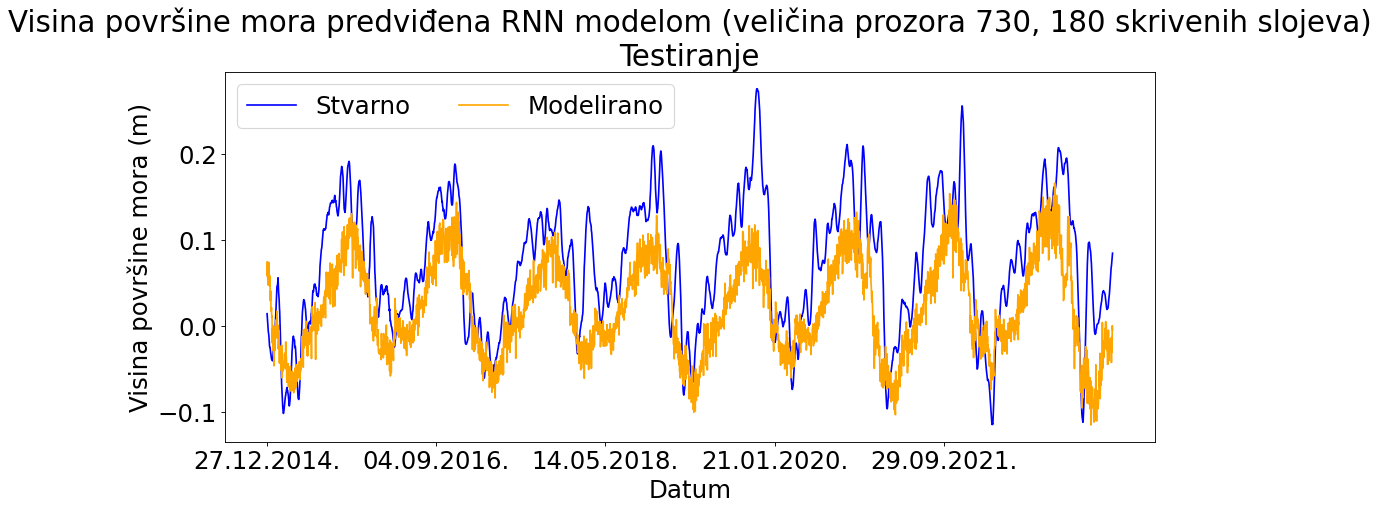 Visina površine mora predviđena RNN modelom (veličina prozora 730, 180 skrivenih slojeva)
Testiranje
Stvarno
Modelirano
Visina površine mora (m)
0.2
0.1
0.0
−0.1
27.12.2014.
04.09.2016.
14.05.2018.
21.01.2020.
29.09.2021.
Datum